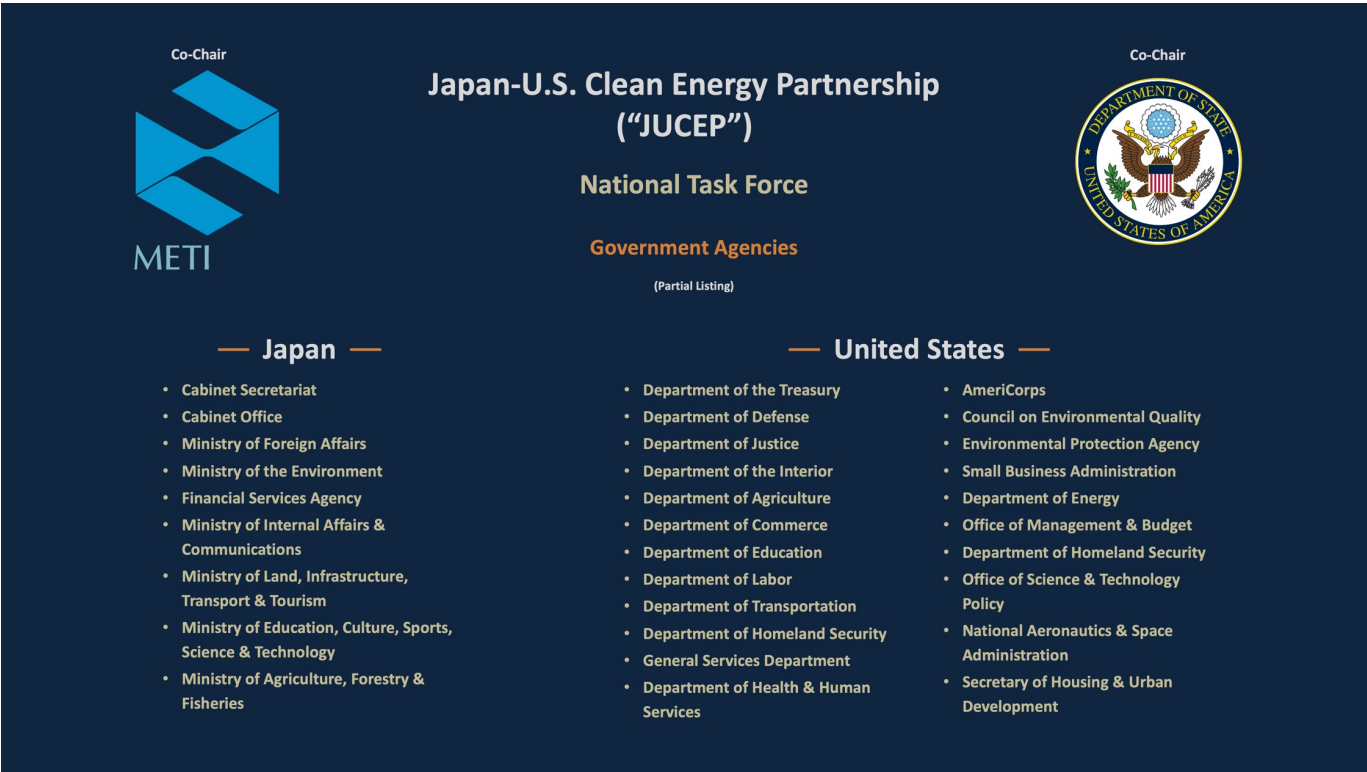 Co-Chair
METI
Japan-U.S. Clean Energy Partnership
(“JUCEP”)
National Task Force
Government Agencies
(Partial Listing)
Co-Chair
DEPARTMENT OF STATE
UNITED STATES OF AMERICA
Japan
• Cabinet Secretariat
• Cabinet Office
• Ministry of Foreign Affairs
• Ministry of the Environment
• Financial Services Agency
• Ministry of Internal Affairs &
Communications
• Ministry of Land, Infrastructure,
Transport & Tourism
• Ministry of Education, Culture, Sports,
Science & Technology
• Ministry of Agriculture, Forestry &
Fisheries
United States
• Department of the Treasury
• Department of Defense
• Department of Justice
• Department of the Interior
• Department of Agriculture
• Department of Commerce
• Department of Education
• Department of Labor
• Department of Transportation
• Department of Homeland Security
• General Services Department
• Department of Health & Human
Services
• AmeriCorps
• Council on Environmental Quality
• Environmental Protection Agency
• Small Business Administration
• Department of Energy
• Office of Management & Budget
• Department of Homeland Security
• Office of Science & Technology
Policy
• National Aeronautics & Space
Administration
• Secretary of Housing & Urban
Development